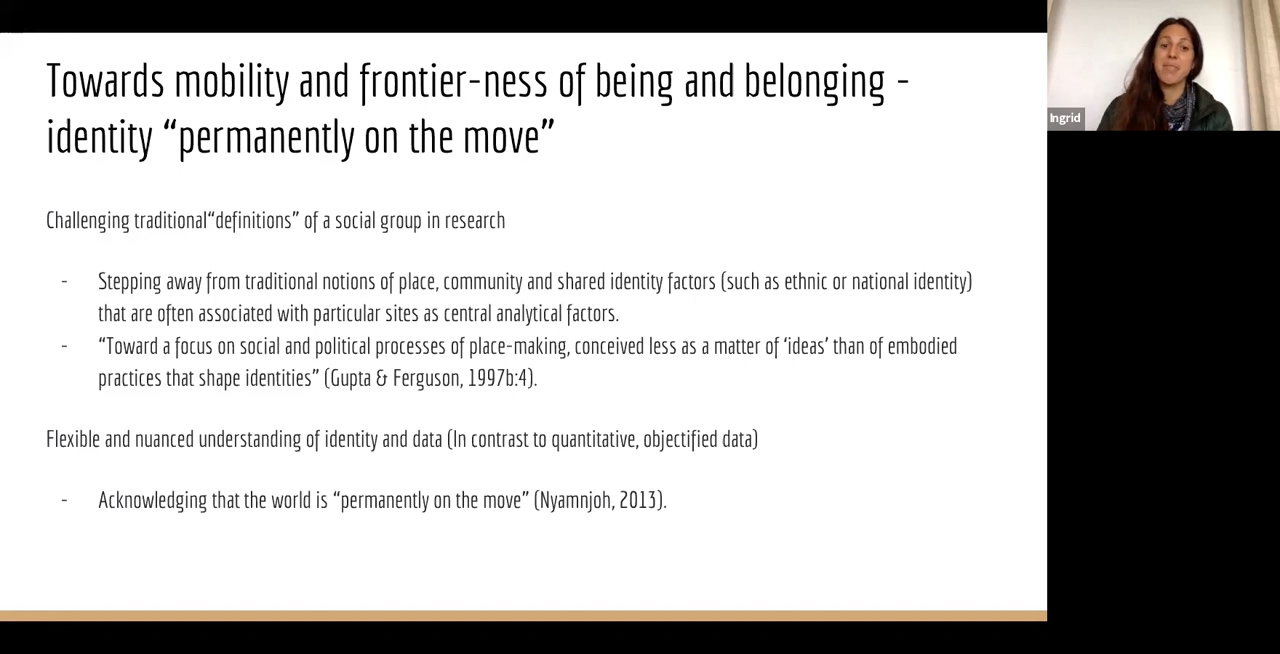 Towards mobility and frontier-ness of being and belonging -
identity “permanently on the move”
Ingrid
Challenging traditional“definitions” of a social group in research
- Stepping away from traditional notions of place, community and shared identity factors (such as ethnic or national identity)
that are often associated with particular sites as central analytical factors.
- “Toward a focus on social and political processes of place-making, conceived less as a matter of ‘ideas’ than of embodied
practices that shape identities” (Gupta & Ferguson, 1997b:4).
Flexible and nuanced understanding of identity and data (In contrast to quantitative, objectified data)
- Acknowledging that the world is “permanently on the move” (Nyamnjoh, 2013).